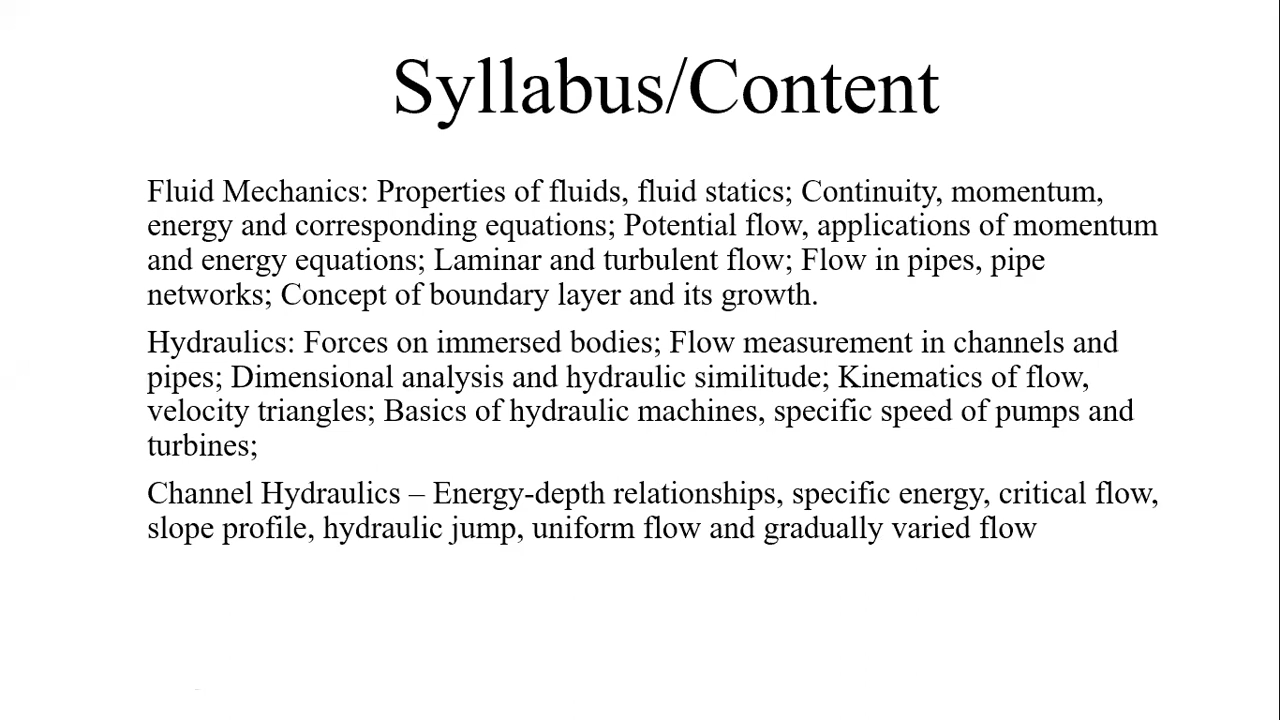 Syllabus/Content
Fluid Mechanics: Properties of fluids, fluid statics; Continuity, momentum,
energy and corresponding equations; Potential flow, applications of momentum
and energy equations; Laminar and turbulent flow; Flow in pipes, pipe
networks; Concept of boundary layer and its growth.
Hydraulics: Forces on immersed bodies; Flow measurement in channels and
pipes; Dimensional analysis and hydraulic similitude; Kinematics of flow,
velocity triangles; Basics of hydraulic machines, specific speed of pumps and
turbines;
Channel Hydraulics – Energy-depth relationships, specific energy, critical flow,
slope profile, hydraulic jump, uniform flow and gradually varied flow